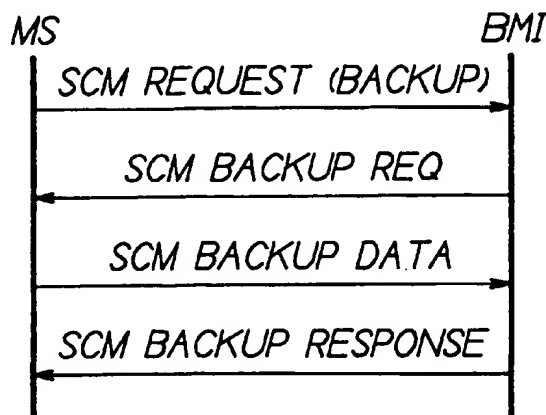 MS
BMI
SCM REQUEST (BACKUP)
SCM BACKUP REQ
SCM BACKUP DATA
SCM BACKUP RESPONSE